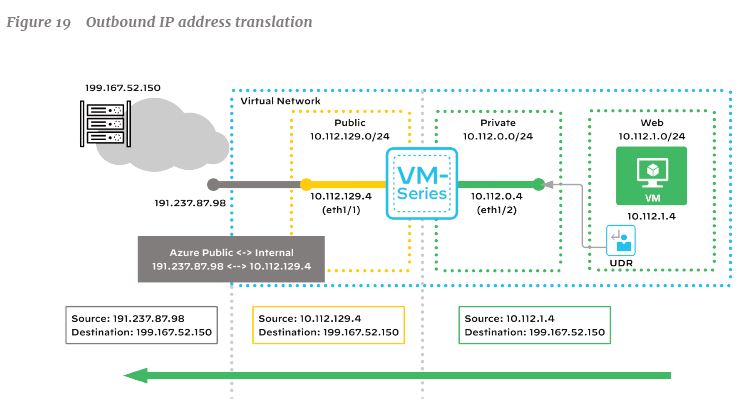 Figure 19 Outbound IP address translation
199.167.52.150
Virtual Network
Public
10.112.129.0/24
Private
10.112.0.0/24
Web
10.112.1.0/24
VM-
Series
VM
191.237.87.98
10.112.129.4
(eth1/1)
10.112.0.4
(eth1/2)
10.112.1.4
UDR
Azure Public <-> Internal
191.237.87.98 <--> 10.112.129.4
Source: 191.237.87.98
Destination: 199.167.52.150
Source: 10.112.129.4
Destination: 199.167.52.150
Source: 10.112.1.4
Destination: 199.167.52.150